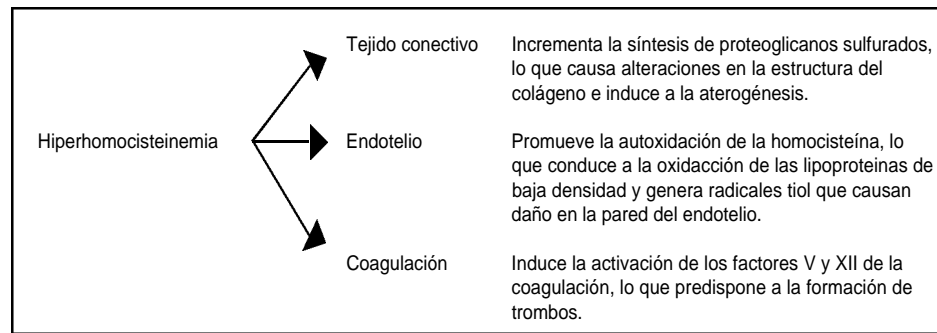 Tejido conectivo Incrementa la síntesis de proteoglicanos sulfurados,
lo que causa alteraciones en la estructura del
colágeno e induce a la aterogénesis.
Hiperhomocisteinemia Endotelio Promueve la autoxidación de la homocisteína, lo
que conduce a la oxidacción de las lipoproteinas de
baja densidad y genera radicales tiol que causan
daño en la pared del endotelio.
Coagulación Induce la activación de los factores V y XII de la
coagulación, lo que predispone a la formación de
trombos.